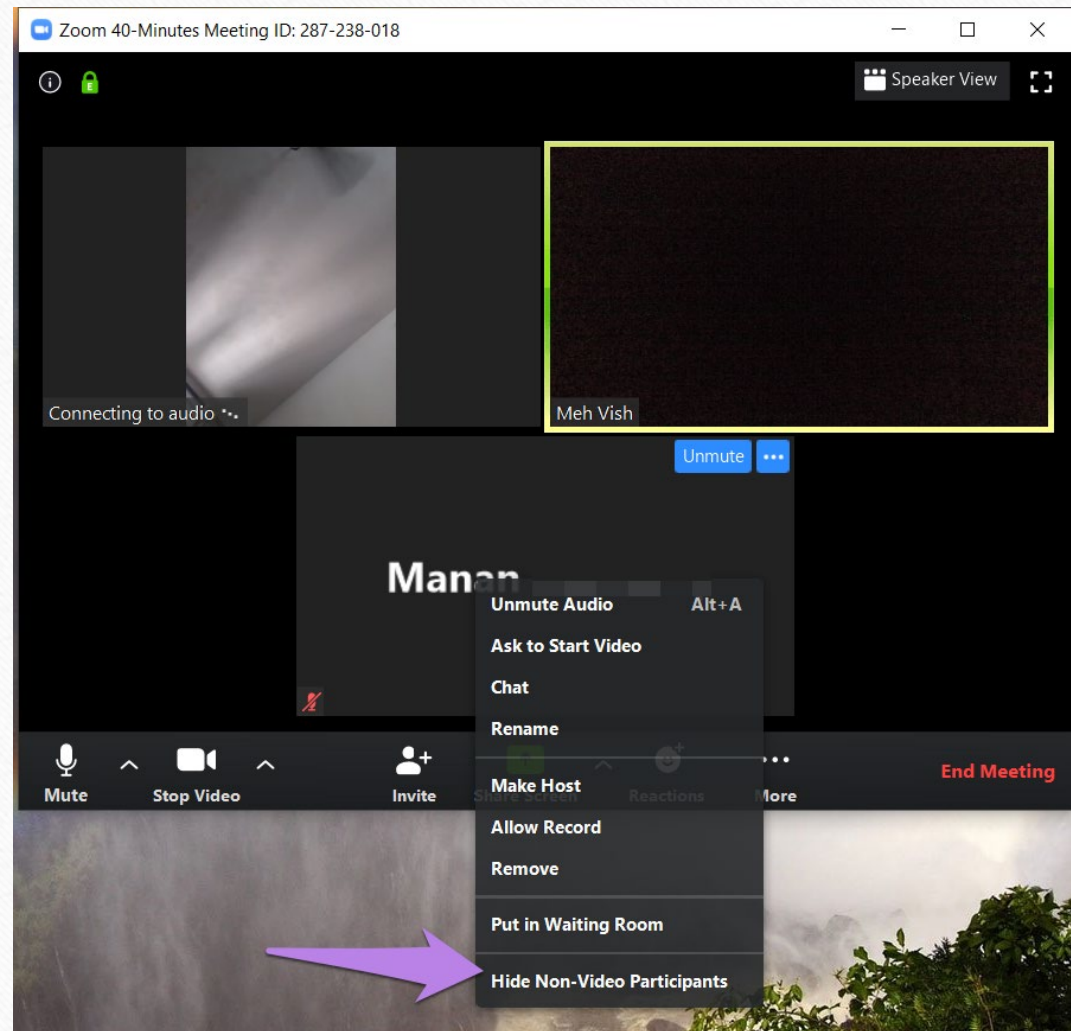 Zoom 40-Minutes Meeting ID: 287-238-018
E
Speaker View
Connecting to audio
Meh Vish
Unmute
Manan
Unmute Audio Alt+A
Ask to Start Video
Chat
Rename
Make Host
Allow Record
Remove
Put in Waiting Room
Hide Non-Video Participants
Mute
Stop Video
Invite
Share Screen
Reactions
More
End Meeting